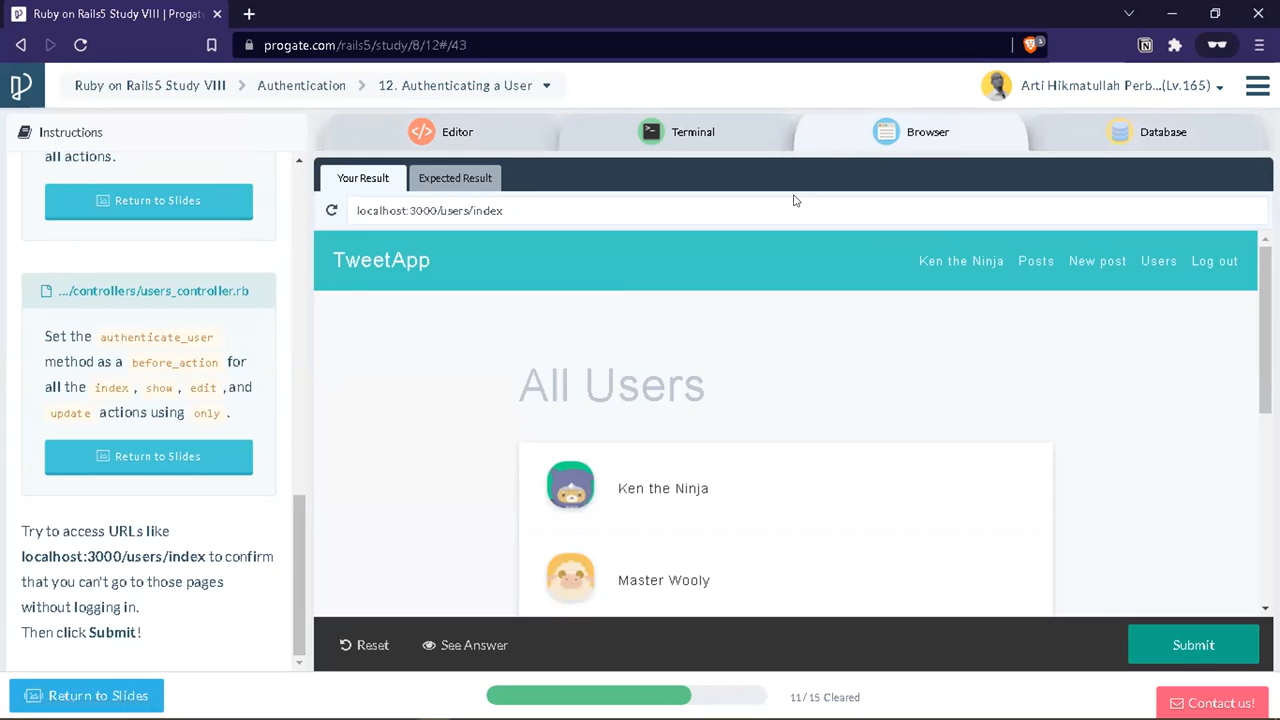 Ruby on Rails5 Study VIII | Progate
progate.com/rails5/study/8/12#/43
3
Ruby on Rails5 Study VIII
Authentication
12. Authenticating a User
Arti Hikmatullah Perb...(Lv.165)
Instructions
Editor
Terminal
Browser
Database
all actions.
Return to Slides
.../controllers/users_controller.rb
Set the authenticate_user
method as a before_action for
all the index , show , edit ,and
update actions using only .
Return to Slides
Try to access URLs like
localhost:3000/users/index to confirm
that you can't go to those pages
without logging in.
Then click Submit!
Your Result
Expected Result
localhost:3000/users/index
TweetApp
Ken the Ninja
Posts
New post
Users
Log out
All Users
Ken the Ninja
Master Wooly
Reset
See Answer
Submit
Return to Slides
11/15 Cleared
Contact us!